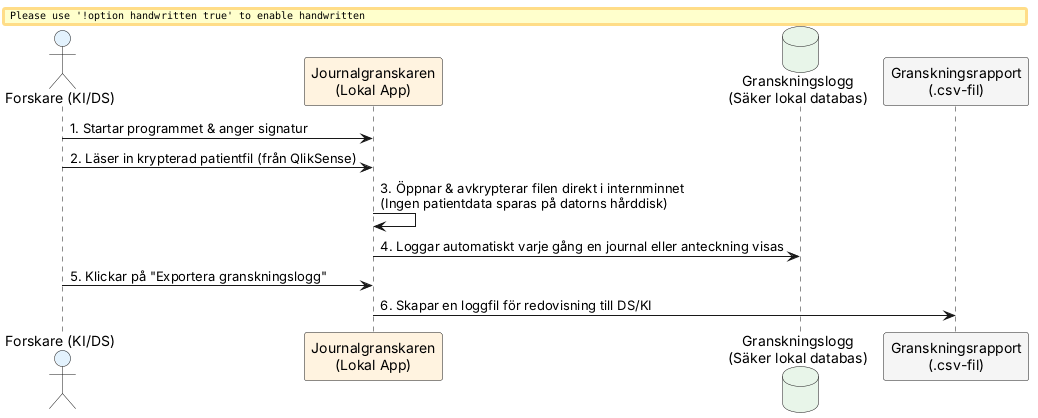 Please use '!option handwritten true' to enable handwritten
Forskare (KI/DS)
Journalgranskaren
(Lokal App)
Granskningslogg
(Säker lokal databas)
Granskningsrapport
(.csv-fil)
1. Startar programmet & anger signatur
2. Läser in krypterad patientfil (från QlikSense)
3. Öppnar & avkrypterar filen direkt i internminnet
(Ingen patientdata sparas på datorns hårddisk)
4. Loggar automatiskt varje gång en journal eller anteckning visas
5. Klickar på "Exportera granskningslogg"
6. Skapar en loggfil för redovisning till DS/KI
Forskare (KI/DS)
Journalgranskaren
(Lokal App)
Granskningslogg
(Säker lokal databas)
Granskningsrapport
(.csv-fil)